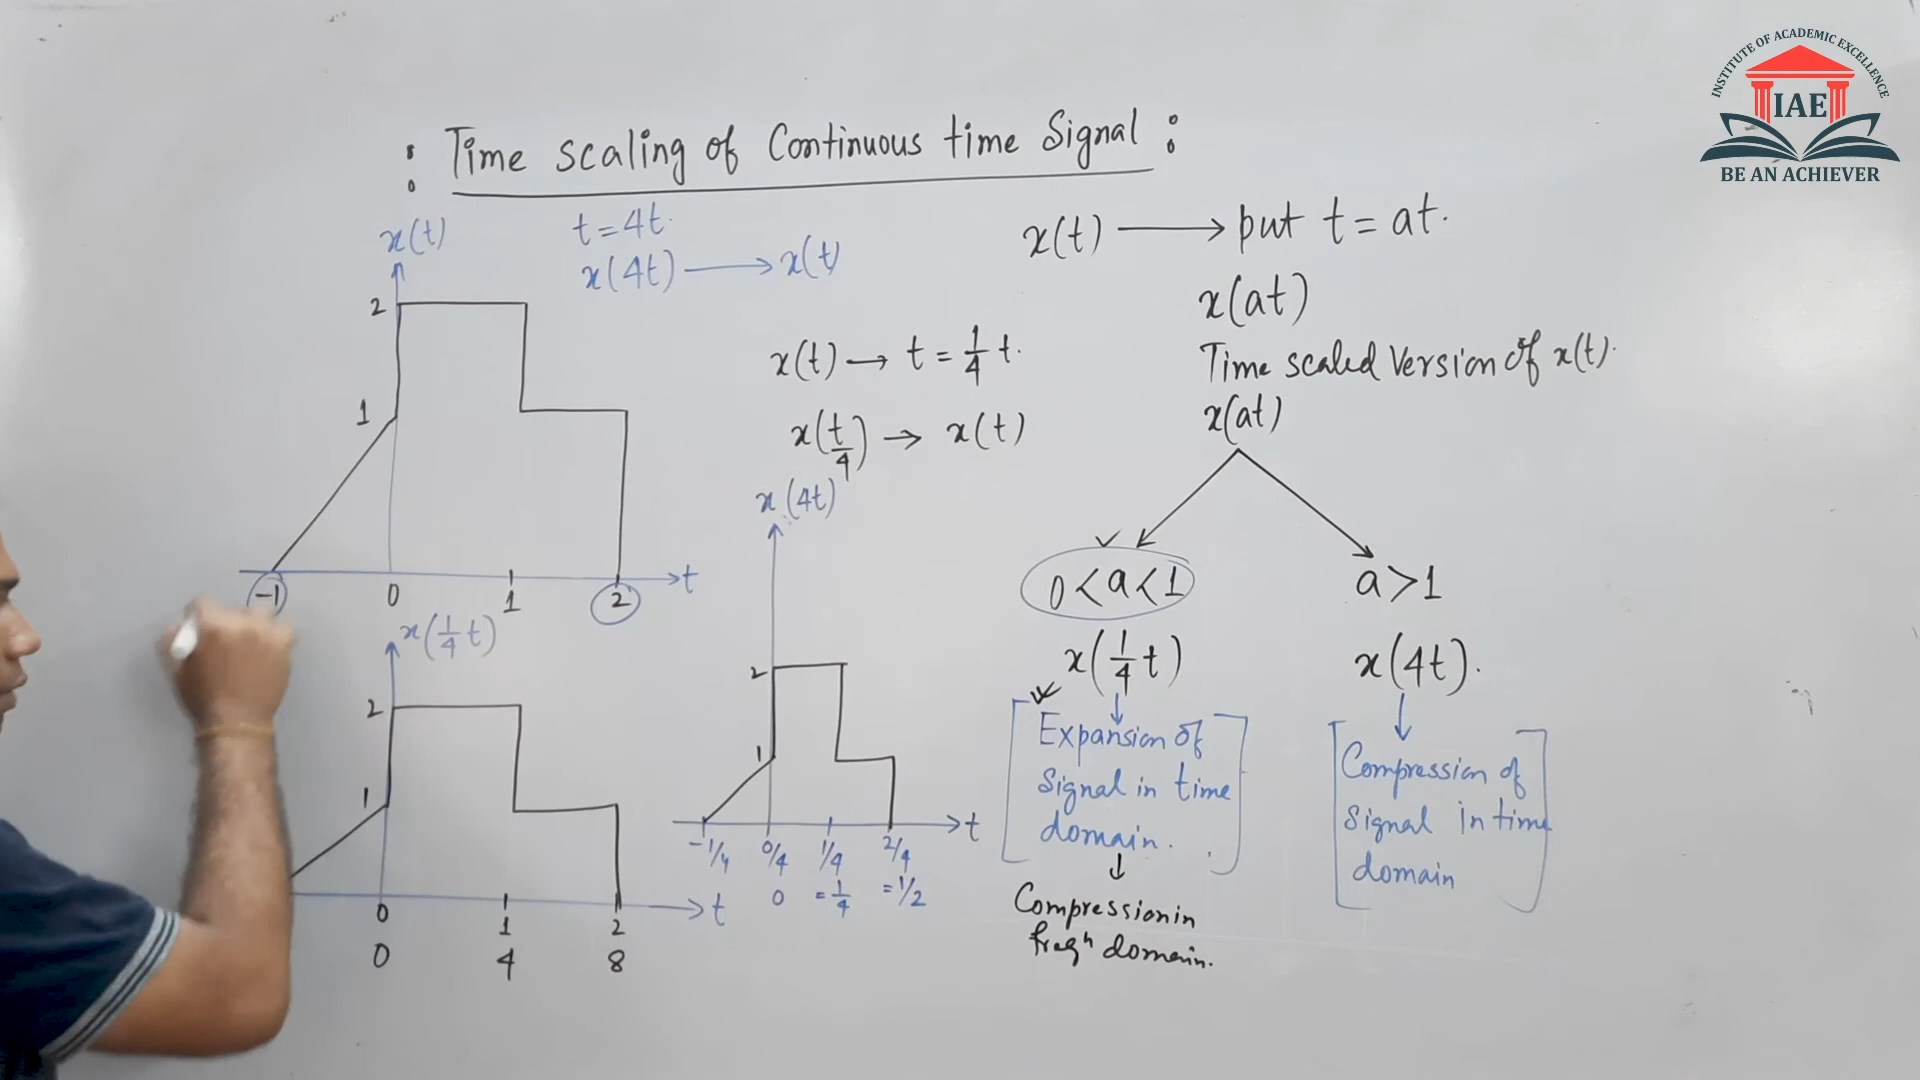 INSTITUTE OF ACADEMIC EXCELLENCE
IAE
BE AN ACHIEVER
: Time scaling of Continuous time Signal :
x(t)
t=4t.
x(4t) → x(t)
2
1
-1 0 1 2 → t
x(t) → t = 1/4 t.
x(t/4) → x(t)
x(t) → put t = at.
x(at)
Time scaled version of x(t).
x(at)
0<a<1
x(1/4 t)
↓
Expansion of
Signal in time
domain.
↓
Compression in
freqⁿ domain.
a>1
x(4t).
↓
Compression of
Signal in time
domain
x(4t)
2
1
→ t
-1/4 0/4 1/4 2/4
0 =1/4 =1/2
x(1/4 t)
2
1
→ t
0 1 2
0 4 8